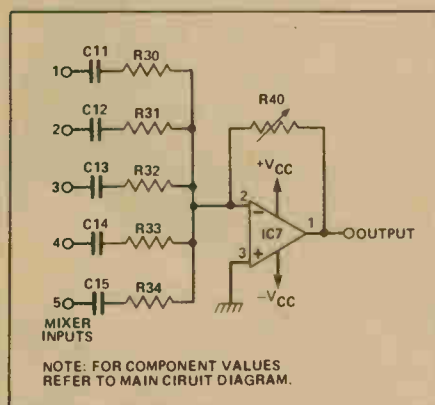 C11
R30
1
C12
R31
R40
2
+VCC
C13
R32
3
2
-
1
IC7
OUTPUT
C14
R33
3
+
4
-VCC
C15
R34
5
MIXER
INPUTS
NOTE: FOR COMPONENT VALUES
REFER TO MAIN CIRUIT DIAGRAM.